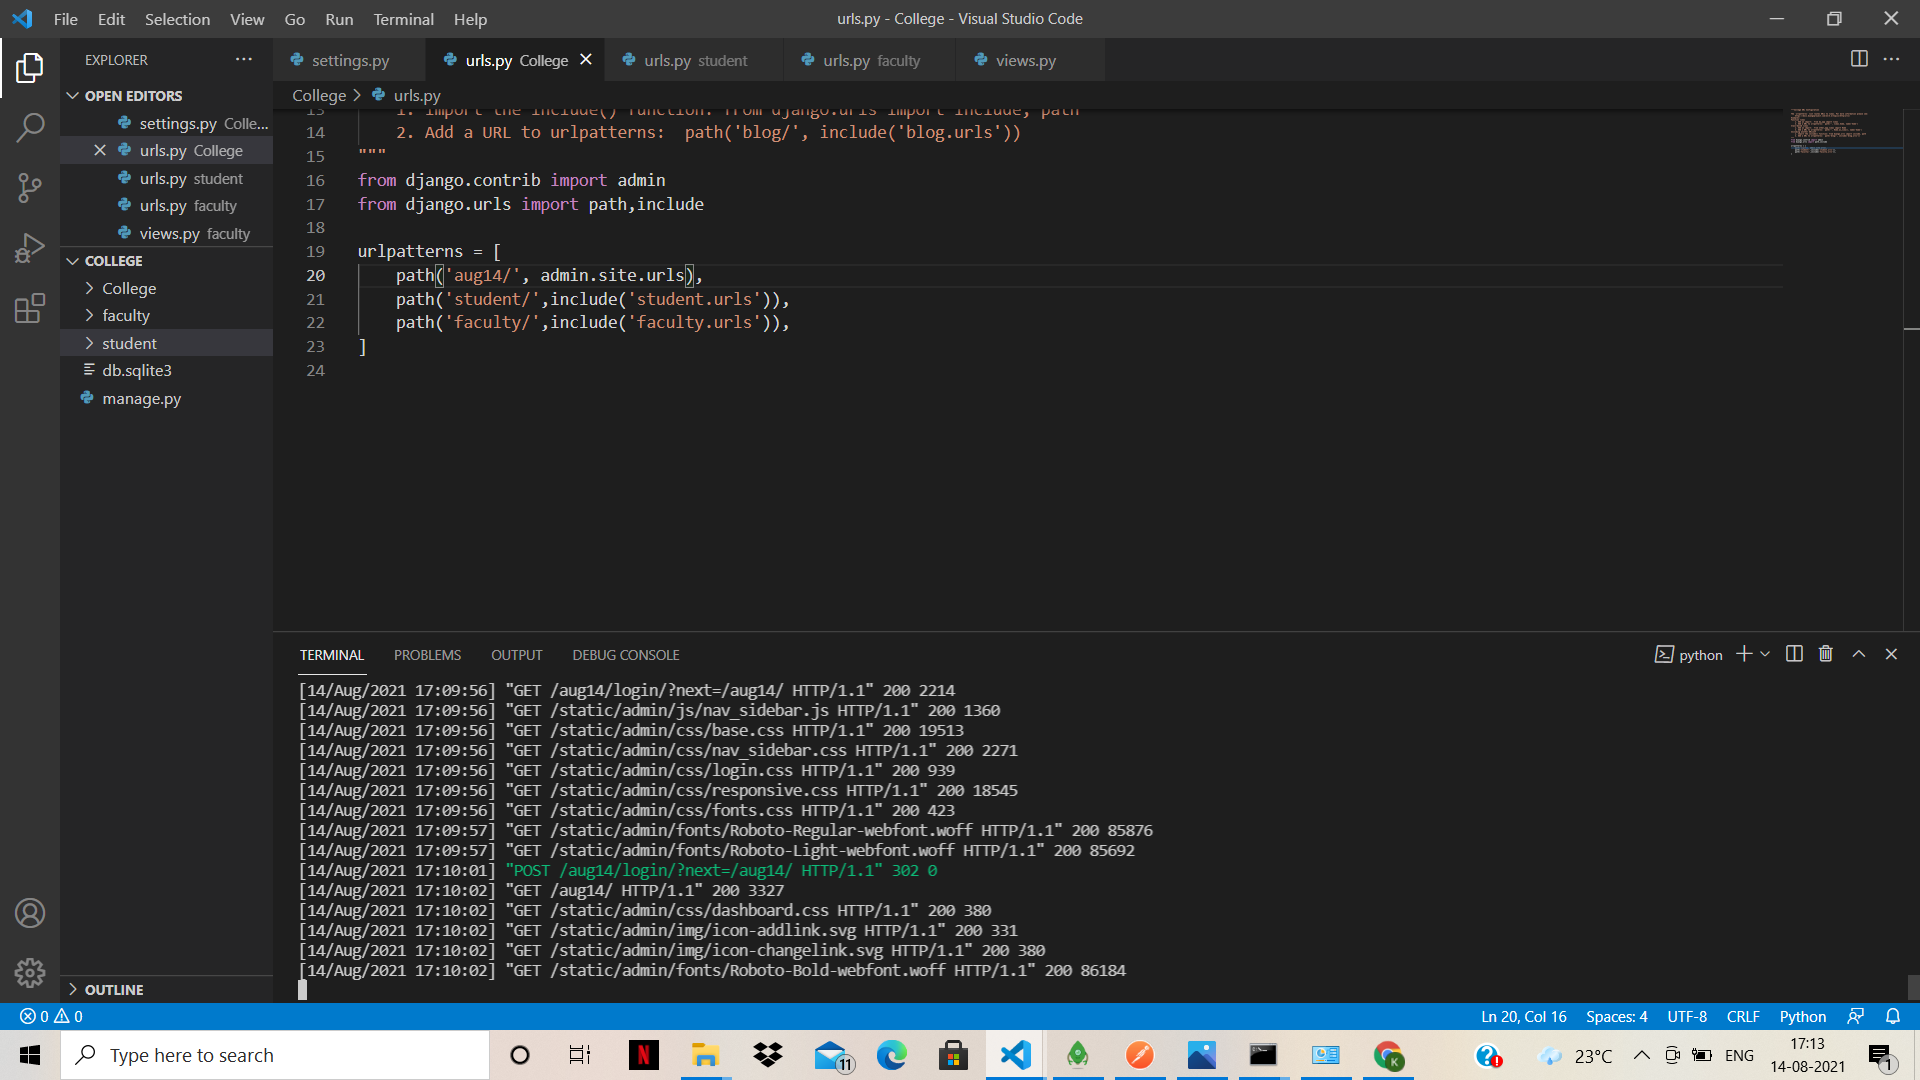 File Edit Selection View Go Run Terminal Help
urls.py - College - Visual Studio Code
EXPLORER
settings.py
urls.py College
urls.py student
urls.py faculty
views.py
OPEN EDITORS
settings.py Colle...
urls.py College
urls.py student
urls.py faculty
views.py faculty
COLLEGE
College
faculty
student
db.sqlite3
manage.py
OUTLINE
College > urls.py
13 1. Import the include() function: from django.urls import include, path
14 2. Add a URL to urlpatterns:  path('blog/', include('blog.urls'))
15 """
16 from django.contrib import admin
17 from django.urls import path,include
18
19 urlpatterns = [
20     path('aug14/', admin.site.urls),
21     path('student/',include('student.urls')),
22     path('faculty/',include('faculty.urls')),
23 ]
24
TERMINAL PROBLEMS OUTPUT DEBUG CONSOLE
python
[14/Aug/2021 17:09:56] "GET /aug14/login/?next=/aug14/ HTTP/1.1" 200 2214
[14/Aug/2021 17:09:56] "GET /static/admin/js/nav_sidebar.js HTTP/1.1" 200 1360
[14/Aug/2021 17:09:56] "GET /static/admin/css/base.css HTTP/1.1" 200 19513
[14/Aug/2021 17:09:56] "GET /static/admin/css/nav_sidebar.css HTTP/1.1" 200 2271
[14/Aug/2021 17:09:56] "GET /static/admin/css/login.css HTTP/1.1" 200 939
[14/Aug/2021 17:09:56] "GET /static/admin/css/responsive.css HTTP/1.1" 200 18545
[14/Aug/2021 17:09:56] "GET /static/admin/css/fonts.css HTTP/1.1" 200 423
[14/Aug/2021 17:09:57] "GET /static/admin/fonts/Roboto-Regular-webfont.woff HTTP/1.1" 200 85876
[14/Aug/2021 17:09:57] "GET /static/admin/fonts/Roboto-Light-webfont.woff HTTP/1.1" 200 85692
[14/Aug/2021 17:10:01] "POST /aug14/login/?next=/aug14/ HTTP/1.1" 302 0
[14/Aug/2021 17:10:02] "GET /aug14/ HTTP/1.1" 200 3327
[14/Aug/2021 17:10:02] "GET /static/admin/css/dashboard.css HTTP/1.1" 200 380
[14/Aug/2021 17:10:02] "GET /static/admin/img/icon-addlink.svg HTTP/1.1" 200 331
[14/Aug/2021 17:10:02] "GET /static/admin/img/icon-changelink.svg HTTP/1.1" 200 380
[14/Aug/2021 17:10:02] "GET /static/admin/fonts/Roboto-Bold-webfont.woff HTTP/1.1" 200 86184
0 0
Ln 20, Col 16 Spaces: 4 UTF-8 CRLF Python
Type here to search
11
K
23°C
ENG
17:13
14-08-2021
1